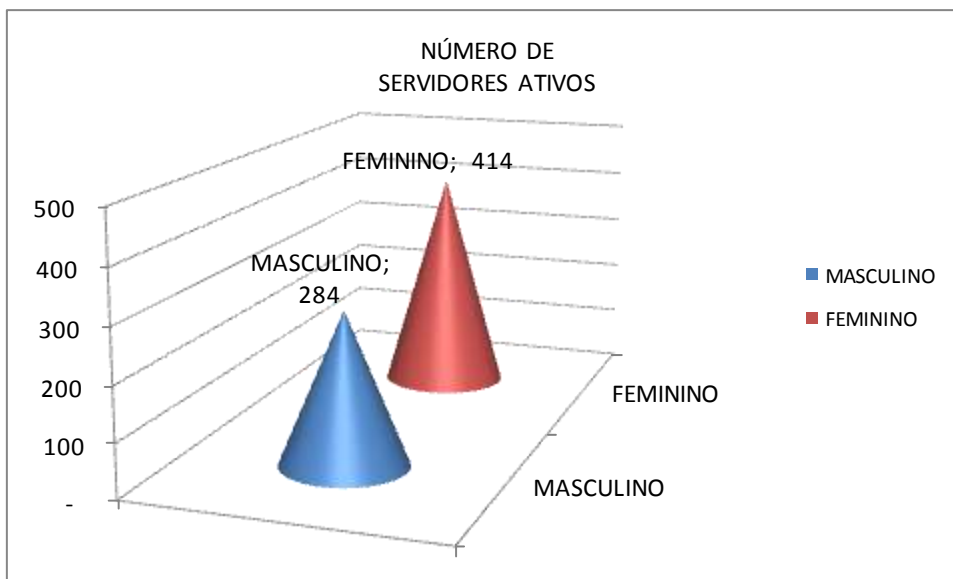 NÚMERO DE
SERVIDORES ATIVOS
FEMININO; 414
MASCULINO;
284
500
400
300
200
100
-
MASCULINO
FEMININO
FEMININO
MASCULINO